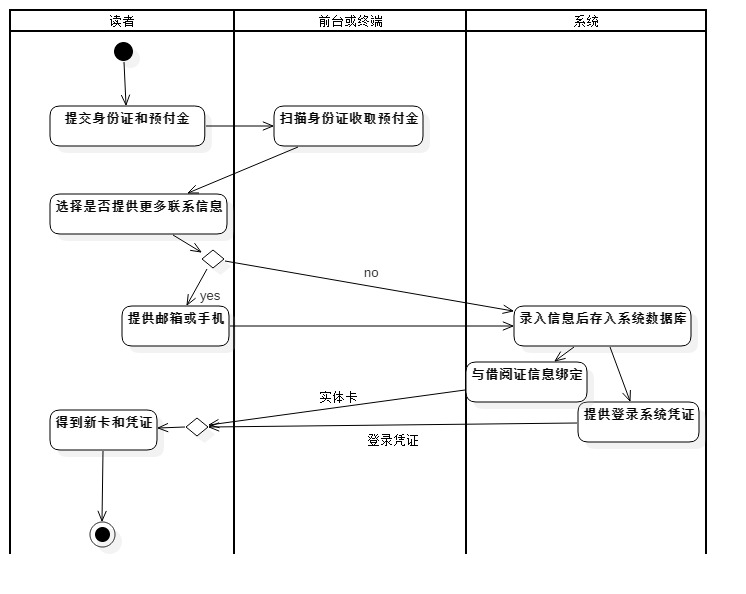 读者
前台或终端
系统
提交身份证和预付金
扫描身份证收取预付金
选择是否提供更多联系信息
no
yes
提供邮箱或手机
录入信息后存入系统数据库
与借阅证信息绑定
实体卡
提供登录系统凭证
得到新卡和凭证
登录凭证